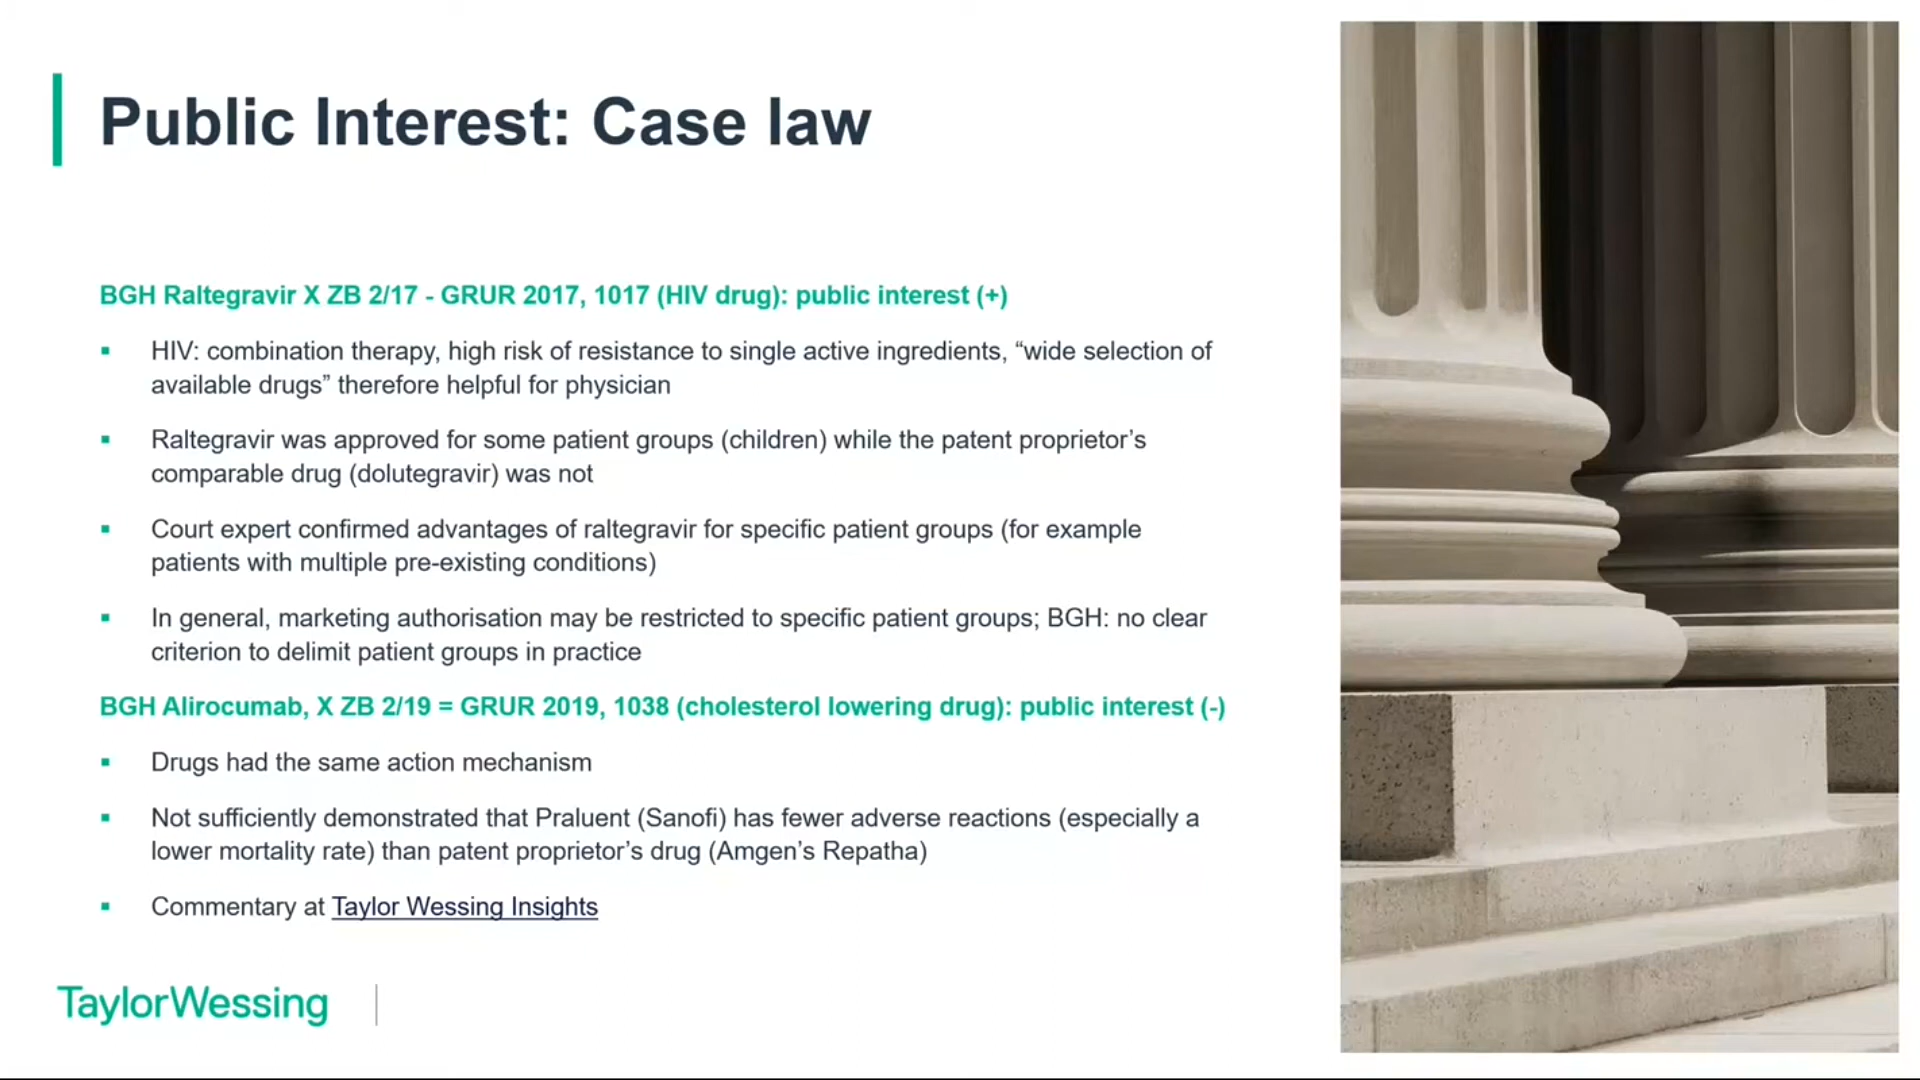 Public Interest: Case law
BGH Raltegravir X ZB 2/17 - GRUR 2017, 1017 (HIV drug): public interest (+)
▪ HIV: combination therapy, high risk of resistance to single active ingredients, “wide selection of
available drugs” therefore helpful for physician
▪ Raltegravir was approved for some patient groups (children) while the patent proprietor’s
comparable drug (dolutegravir) was not
▪ Court expert confirmed advantages of raltegravir for specific patient groups (for example
patients with multiple pre-existing conditions)
▪ In general, marketing authorisation may be restricted to specific patient groups; BGH: no clear
criterion to delimit patient groups in practice
BGH Alirocumab, X ZB 2/19 = GRUR 2019, 1038 (cholesterol lowering drug): public interest (-)
▪ Drugs had the same action mechanism
▪ Not sufficiently demonstrated that Praluent (Sanofi) has fewer adverse reactions (especially a
lower mortality rate) than patent proprietor’s drug (Amgen’s Repatha)
▪ Commentary at Taylor Wessing Insights
TaylorWessing